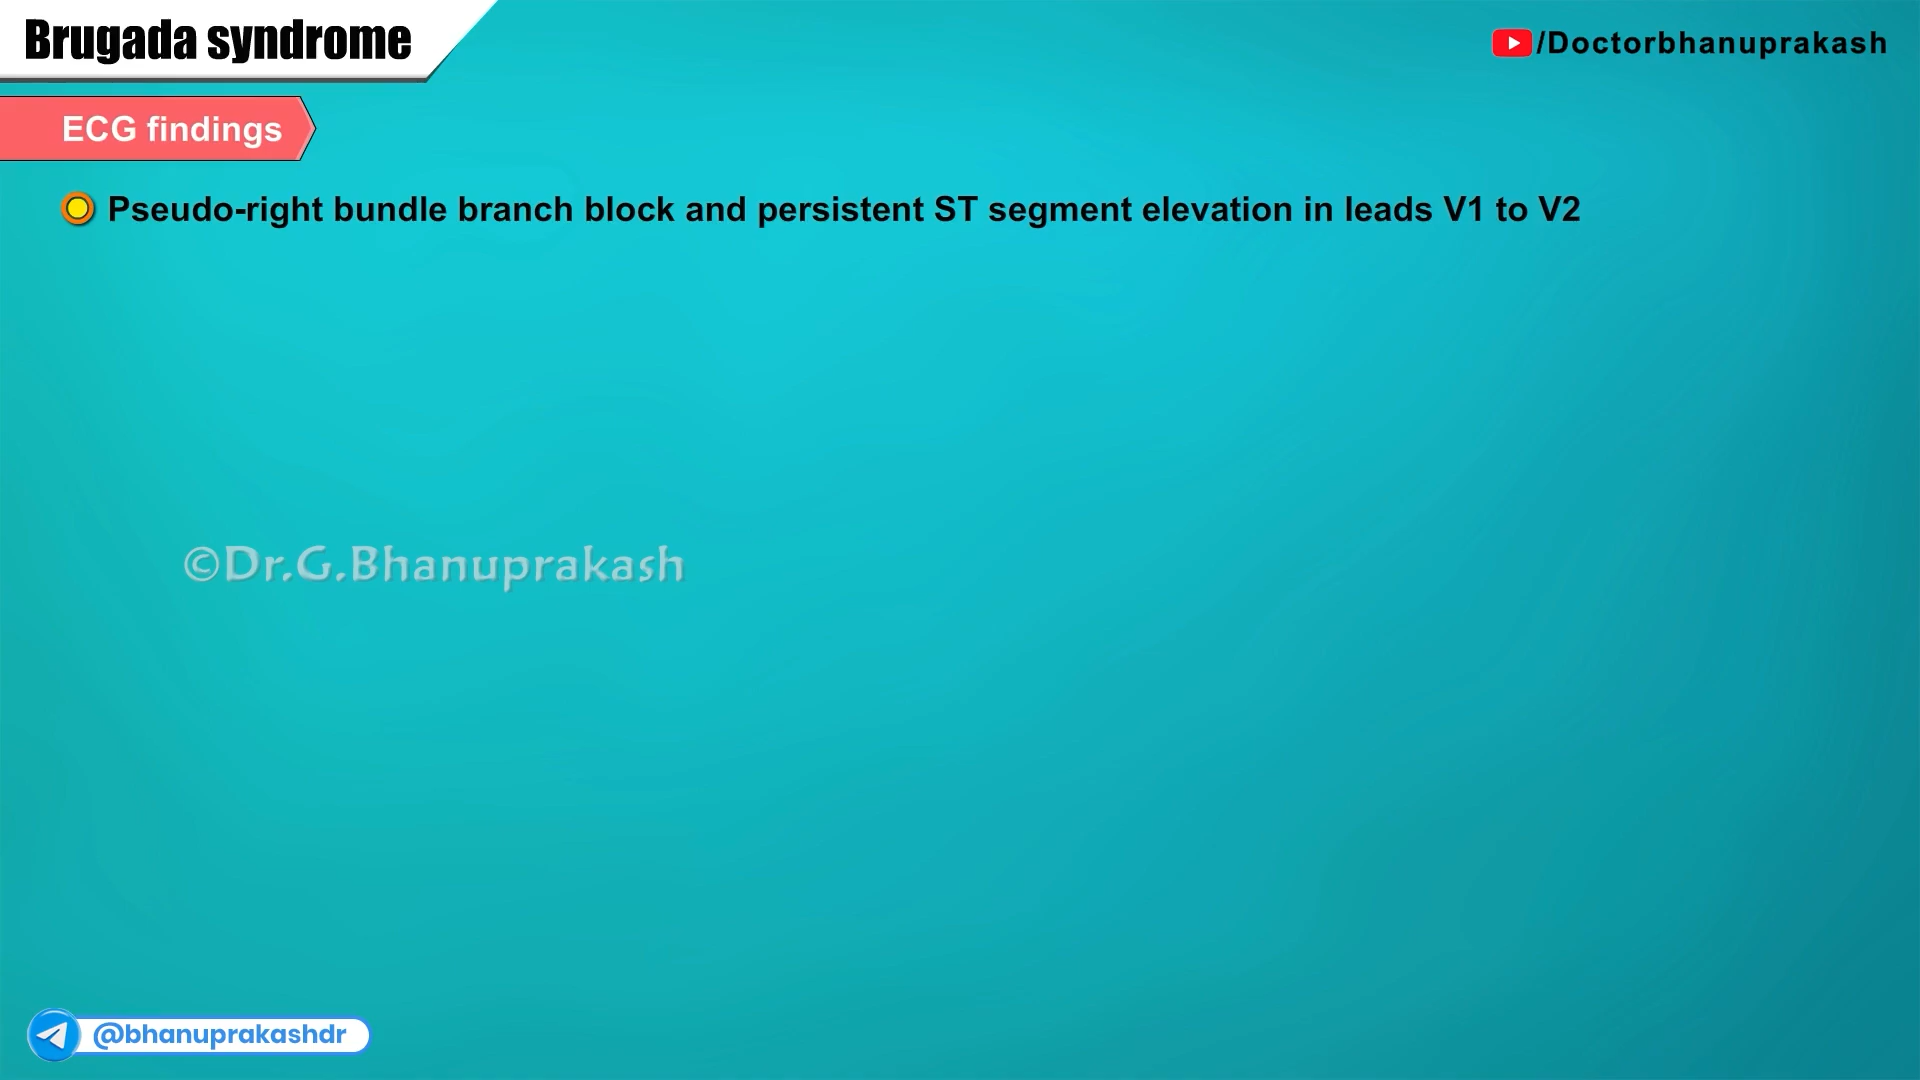 Brugada syndrome
/Doctorbhanuprakash
ECG findings
Pseudo-right bundle branch block and persistent ST segment elevation in leads V1 to V2
©Dr.G.Bhanuprakash
@bhanuprakashdr